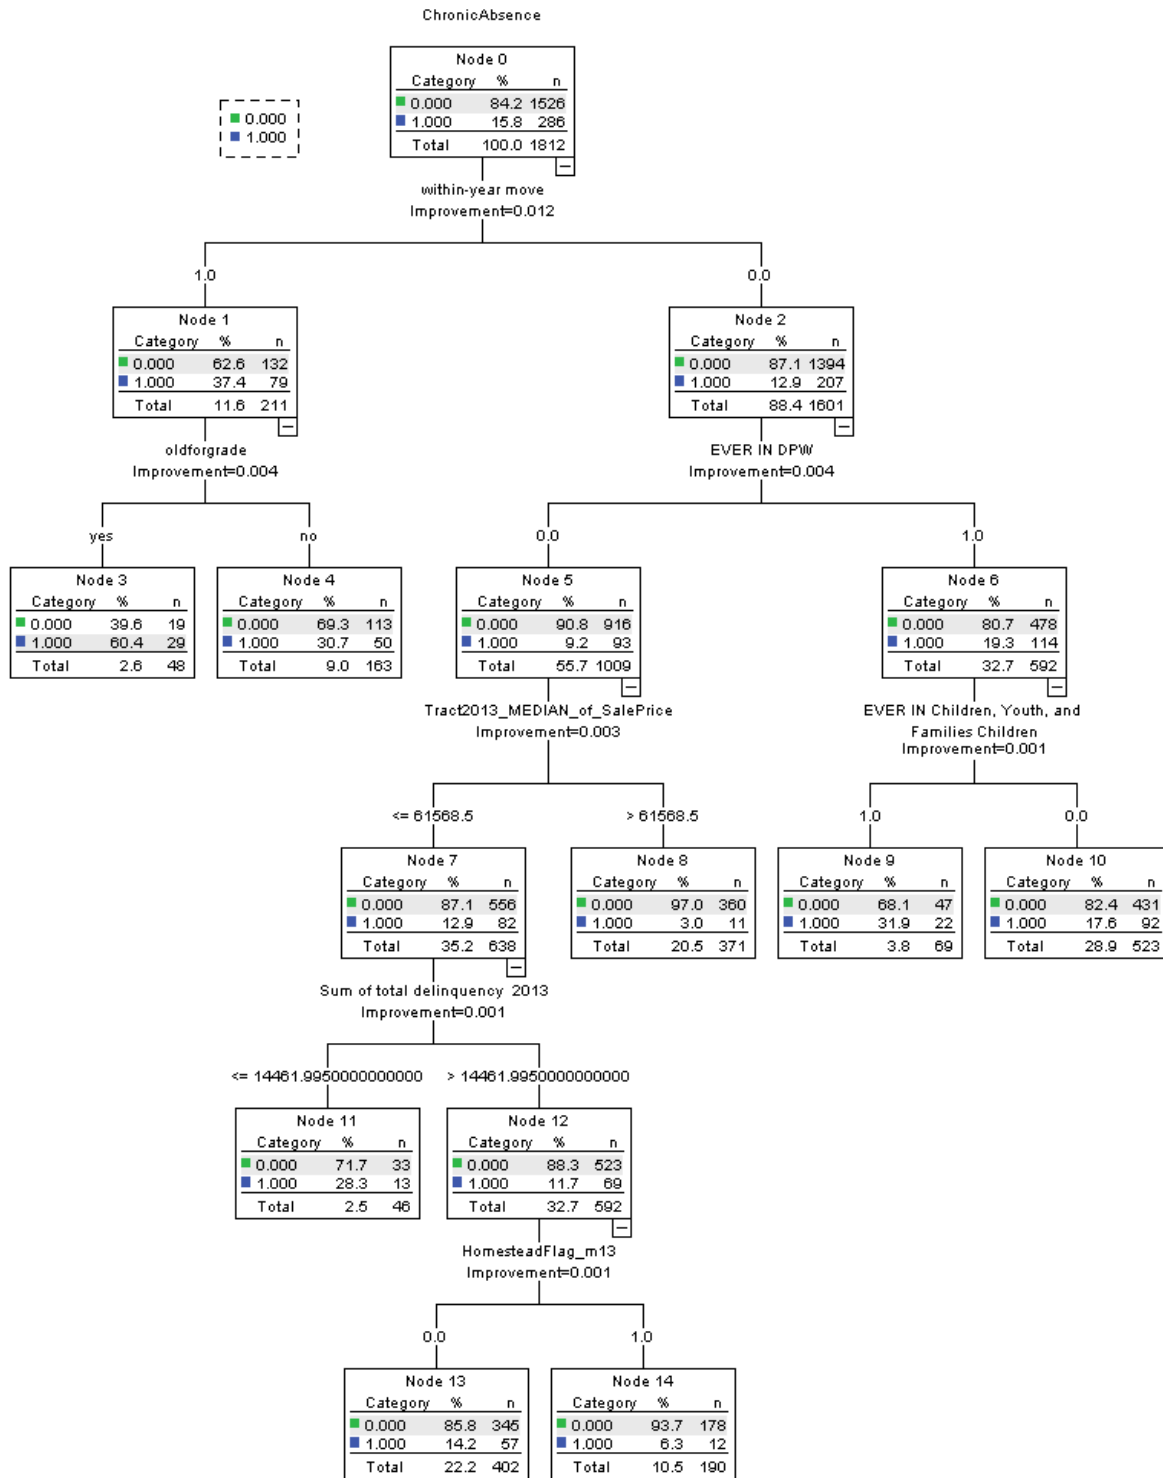 ChronicAbsence
0.000
1.000
Node 0
Category % n
0.000 84.2 1526
1.000 15.8 286
Total 100.0 1812
within-year move
Improvement=0.012
1.0
0.0
Node 1
Category % n
0.000 62.6 132
1.000 37.4 79
Total 11.6 211
oldforgrade
Improvement=0.004
Node 2
Category % n
0.000 87.1 1394
1.000 12.9 207
Total 88.4 1601
EVER IN DPW
Improvement=0.004
yes
no
0.0
1.0
Node 3
Category % n
0.000 39.6 19
1.000 60.4 29
Total 2.6 48
Node 4
Category % n
0.000 69.3 113
1.000 30.7 50
Total 9.0 163
Node 5
Category % n
0.000 90.8 916
1.000 9.2 93
Total 55.7 1009
Tract2013_MEDIAN_of_SalePrice
Improvement=0.003
Node 6
Category % n
0.000 80.7 478
1.000 19.3 114
Total 32.7 592
EVER IN Children, Youth, and
Families Children
Improvement=0.001
<= 61568.5
> 61568.5
1.0
0.0
Node 7
Category % n
0.000 87.1 556
1.000 12.9 82
Total 35.2 638
Sum of total delinquency 2013
Improvement=0.001
Node 8
Category % n
0.000 97.0 360
1.000 3.0 11
Total 20.5 371
Node 9
Category % n
0.000 68.1 47
1.000 31.9 22
Total 3.8 69
Node 10
Category % n
0.000 82.4 431
1.000 17.6 92
Total 28.9 523
<= 14461.9950000000000
> 14461.9950000000000
Node 11
Category % n
0.000 71.7 33
1.000 28.3 13
Total 2.5 46
Node 12
Category % n
0.000 88.3 523
1.000 11.7 69
Total 32.7 592
HomesteadFlag_m13
Improvement=0.001
0.0
1.0
Node 13
Category % n
0.000 85.8 345
1.000 14.2 57
Total 22.2 402
Node 14
Category % n
0.000 93.7 178
1.000 6.3 12
Total 10.5 190